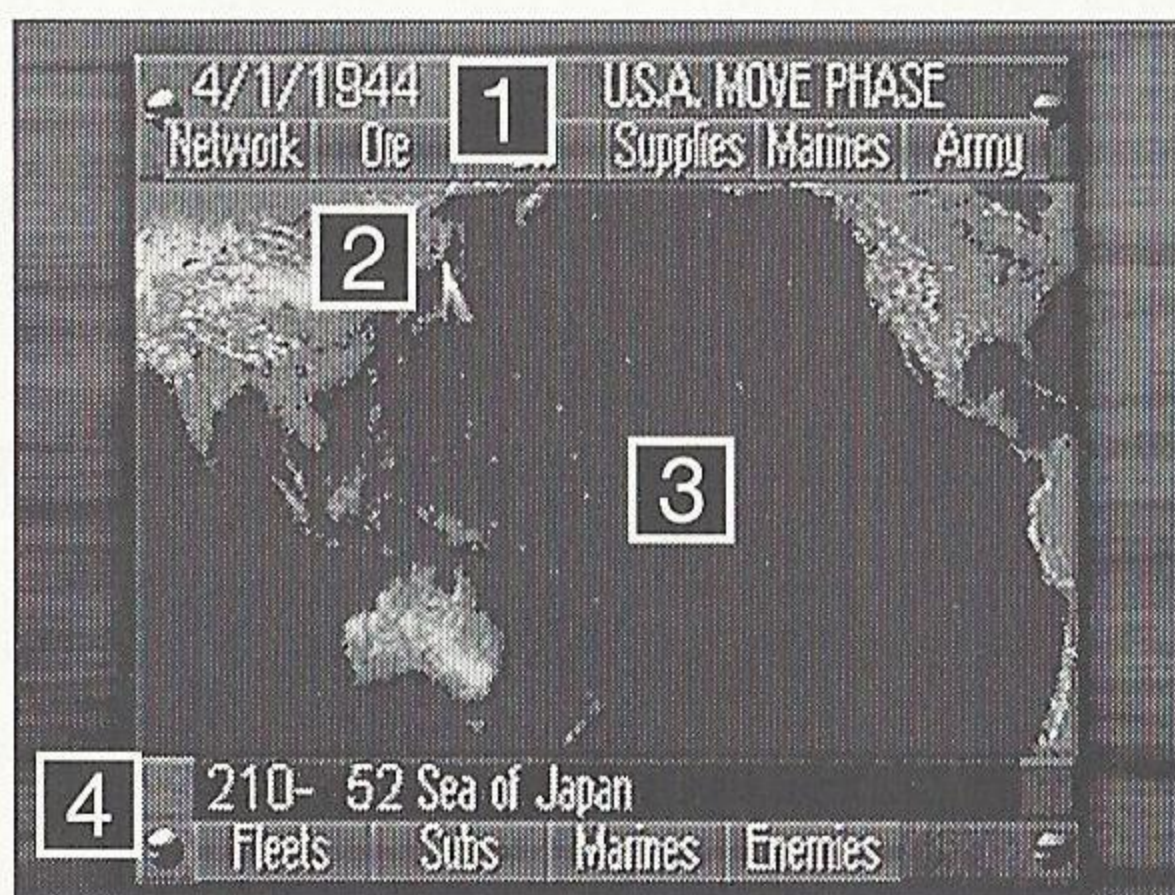 4/1/1944 1 U.S.A. MOVE PHASE
Network Ore Supplies Marines Army
2
3
4 210- 52 Sea of Japan
Fleets Subs Marines Enemies